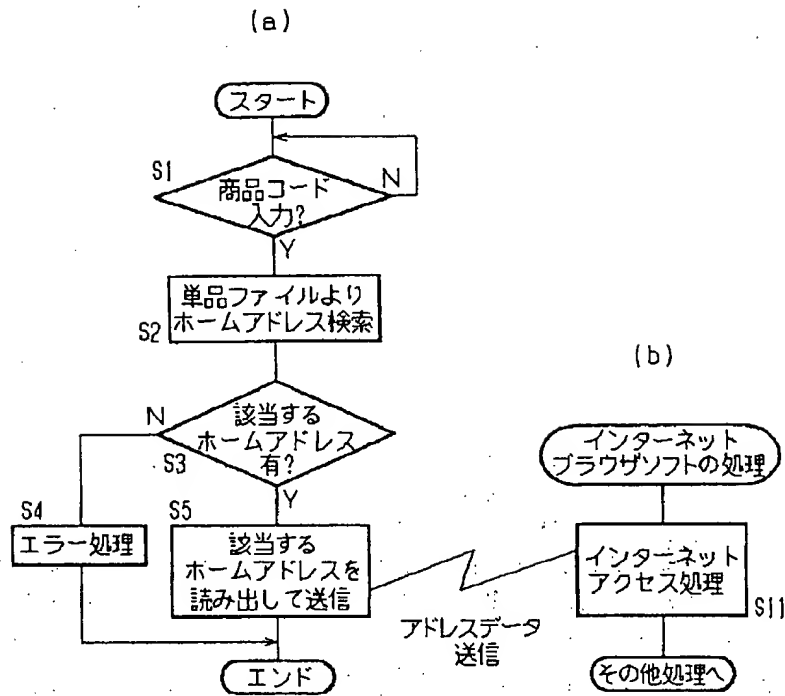 (a)
スタート
S1
商品コード
入力?
N
Y
単品ファイルより
ホームアドレス検索
S2
N
該当する
ホームアドレス
有?
S3
Y
S4
エラー処理
S5
該当する
ホームアドレスを
読み出して送信
エンド
アドレスデータ
送信
(b)
インターネット
ブラウザソフトの処理
インターネット
アクセス処理
S11
その他処理へ